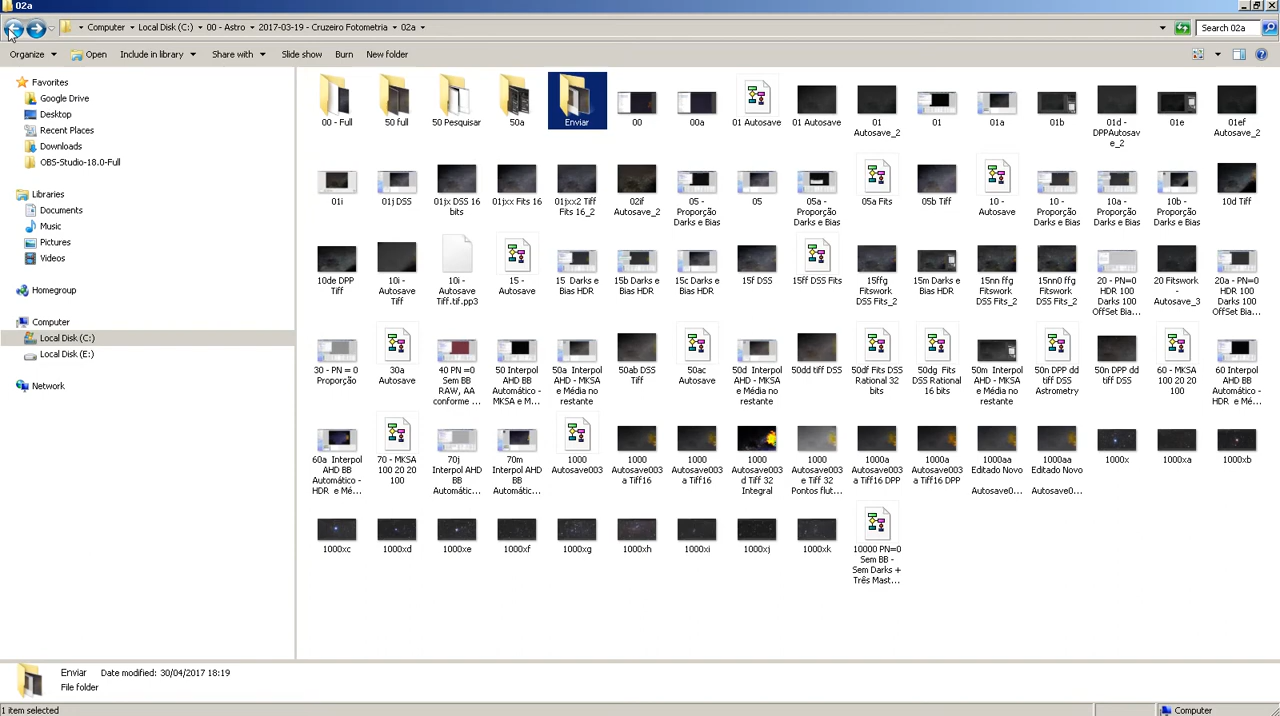 02a
Computer
Local Disk (C:)
00 - Astro
2017-03-19 - Cruzeiro Fotometria
02a
Search 02a
Organize
Open
Include in library
Share with
Slide show
Burn
New folder
Favorites
Google Drive
Desktop
Recent Places
Downloads
OBS-Studio-18.0-Full
Libraries
Documents
Music
Pictures
Videos
Homegroup
Computer
Local Disk (C:)
Local Disk (E:)
Network
00 - Full
50 full
50 Pesquisar
50a
Enviar
00
00a
01 Autosave
01 Autosave
01
Autosave_2
01
01a
01b
01d -
DPPAutosav
e_2
01e
01ef
Autosave_2
01i
01j DSS
01jx DSS 16
bits
01jxx Fits 16
01jxx2 Tiff
Fits 16_2
02if
Autosave_2
05 -
Proporção
Darks e Bias
05
05a -
Proporção
Darks e Bias
05a Fits
05b Tiff
10 -
Autosave
10 -
Proporção
Darks e Bias
10a -
Proporção
Darks e Bias
10b -
Proporção
Darks e Bias
10d Tiff
10de DPP
Tiff
10i -
Autosave
Tiff
10i -
Autosave
Tiff.tif.pp3
15 -
Autosave
15 Darks e
Bias HDR
15b Darks e
Bias HDR
15c Darks e
Bias HDR
15f DSS
15ff DSS Fits
15ffg
Fitswork
DSS Fits_2
15m Darks e
Bias HDR
15nn ffg
Fitswork
DSS Fits_2
15nn0 ffg
Fitswork
DSS Fits_2
20 - PN=0
HDR 100
Darks 100
OffSet Bia...
20 Fitswork
-
Autosave_3
20a - PN=0
HDR 100
Darks 100
OffSet Bia...
30 - PN = 0
Proporção
30a
Autosave
40 PN =0
Sem BB
RAW, AA
conforme ...
50 Interpol
AHD BB
Automático -
MKSA e M...
50a Interpol
AHD - MKSA
e Média no
restante
50ab DSS
Tiff
50ac
Autosave
50d Interpol
AHD - MKSA
e Média no
restante
50dd tiff DSS
50df Fits DSS
Rational 32
bits
50dg Fits
DSS Rational
16 bits
50m Interpol
AHD - MKSA
e Média no
restante
50n DPP dd
tiff DSS
Astrometry
50n DPP dd
tiff DSS
60 - MKSA
100 20 20
100
60 Interpol
AHD BB
Automático -
HDR e Mé...
60a Interpol
AHD BB
Automático -
HDR e Mé...
70 - MKSA
100 20 20
100
70j
Interpol AHD
BB
Automátic...
70m
Interpol AHD
BB
Automátic...
1000
Autosave003
1000
Autosave003
a Tiff16
1000
Autosave003
a Tiff16
1000
Autosave003
d Tiff 32
Integral
1000
Autosave003
e Tiff 32
Pontos flut...
1000a
Autosave003
a Tiff16 DPP
1000a
Autosave003
a Tiff16 DPP
1000aa
Editado Novo
-
Autosave0...
1000aa
Editado Novo
-
Autosave0...
1000x
1000xa
1000xb
1000xc
1000xd
1000xe
1000xf
1000xg
1000xh
1000xi
1000xj
1000xk
10000 PN=0
Sem BB -
Sem Darks +
Três Mast...
Enviar
Date modified: 30/04/2017 18:19
File folder
1 item selected
Computer